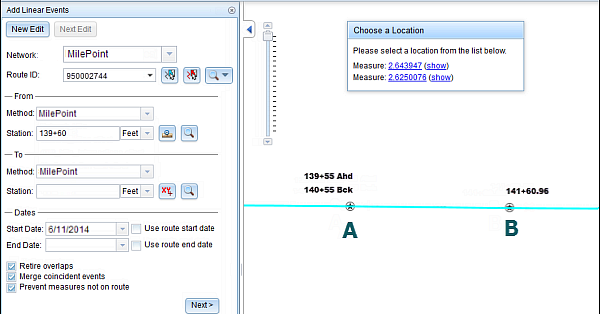 Add Linear Events
New Edit Next Edit
Network: MilePoint
Route ID: 950002744
From
Method: MilePoint
Station: 139+60 Feet
To
Method: MilePoint
Station: Feet
Dates
Start Date: 6/11/2014 Use route start date
End Date: Use route end date
Retire overlaps
Merge coincident events
Prevent measures not on route
Next >
Choose a Location
Please select a location from the list below.
Measure: 2.643947 (show)
Measure: 2.6250076 (show)
139+55 Ahd
140+55 Bck
141+60.96
A B